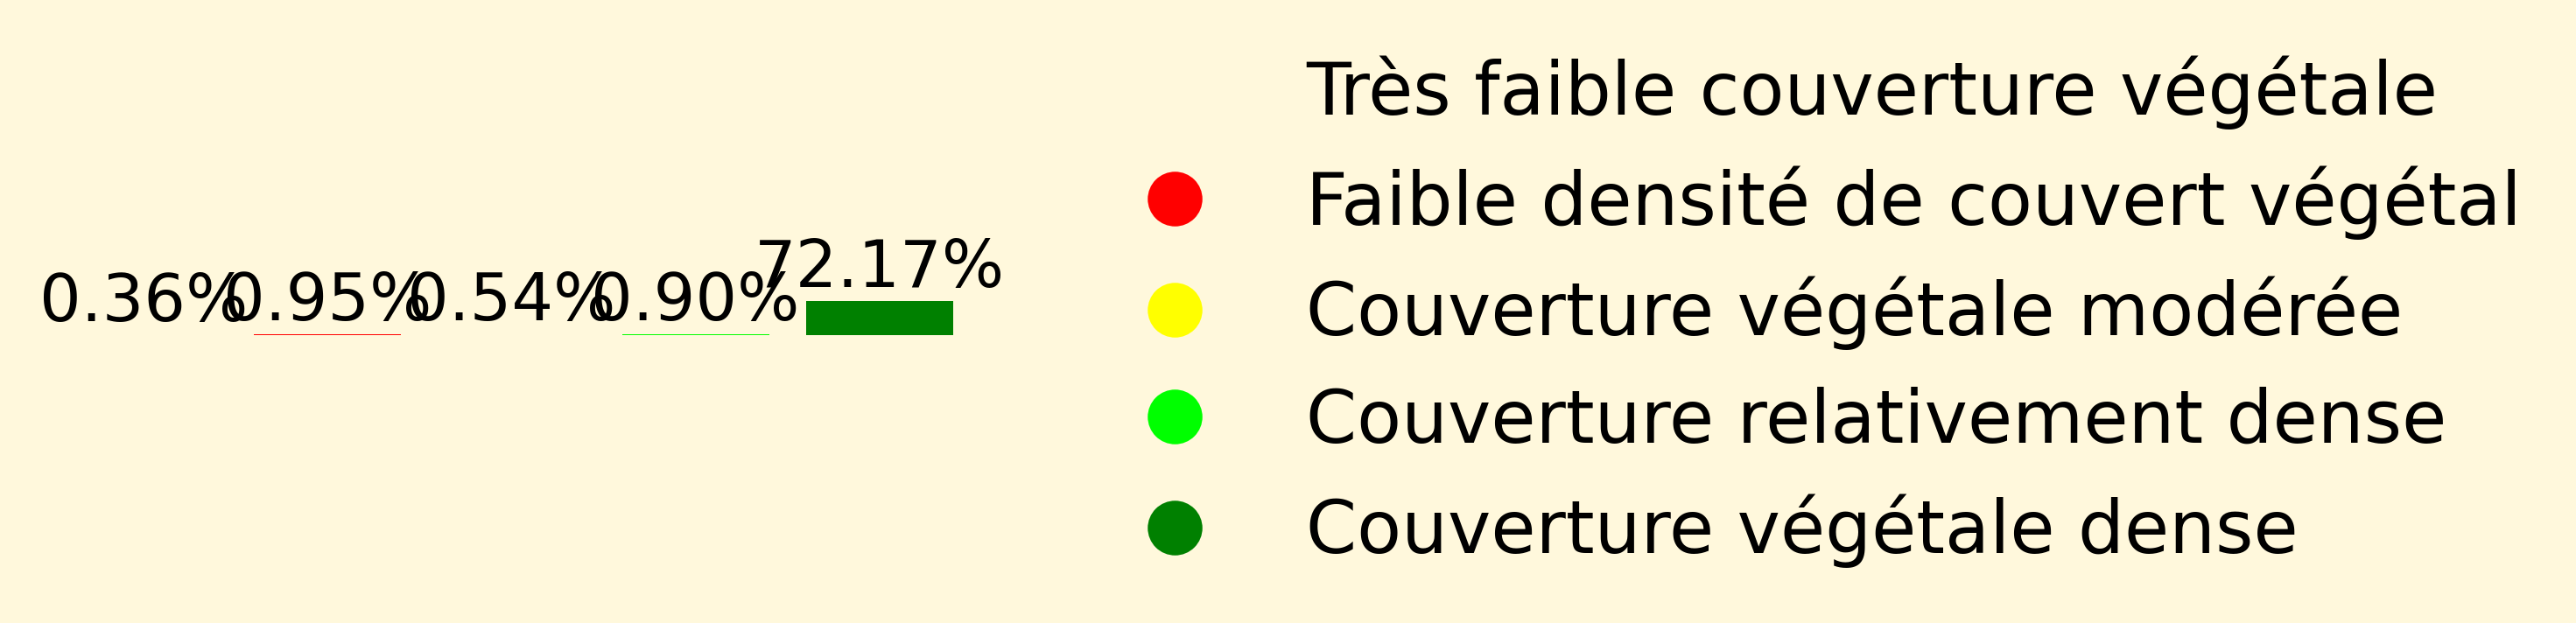 0.36% 0.95% 0.54% 0.90% 72.17%
Très faible couverture végétale
Faible densité de couvert végétal
Couverture végétale modérée
Couverture relativement dense
Couverture végétale dense